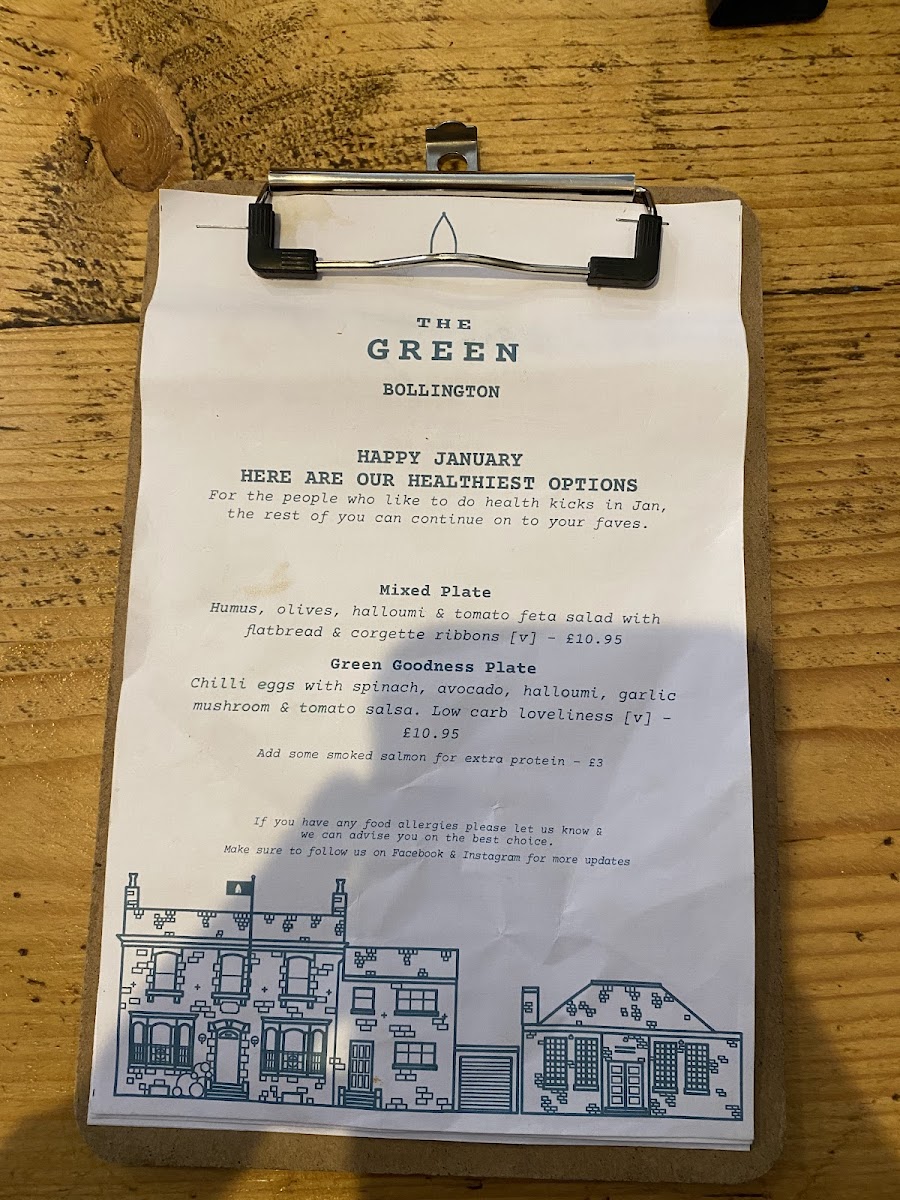 THE
GREEN
BOLLINGTON
HAPPY JANUARY
HERE ARE OUR HEALTHIEST OPTIONS
For the people who like to do health kicks in Jan,
the rest of you can continue on to your faves.
Mixed Plate
Humus, olives, halloumi & tomato feta salad with
flatbread & corgette ribbons [v] - £10.95
Green Goodness Plate
Chilli eggs with spinach, avocado, halloumi, garlic
mushroom & tomato salsa. Low carb loveliness [v] -
£10.95
Add some smoked salmon for extra protein - £3
If you have any food allergies please let us know &
we can advise you on the best choice.
Make sure to follow us on Facebook & Instagram for more updates